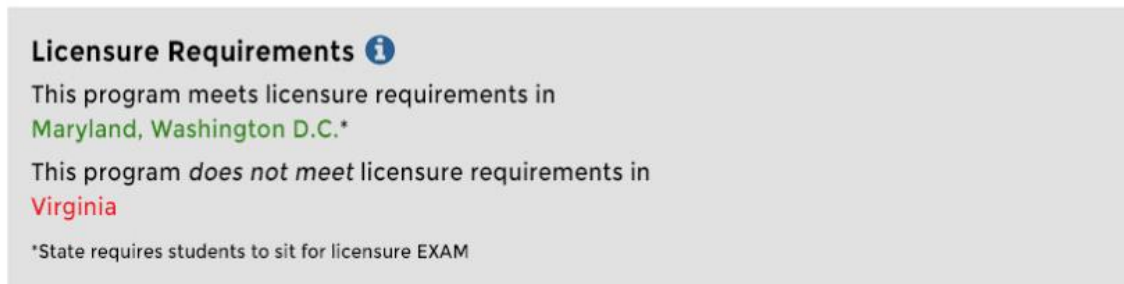 Licensure Requirements
This program meets licensure requirements in
Maryland, Washington D.C.*
This program does not meet licensure requirements in
Virginia
*State requires students to sit for licensure EXAM